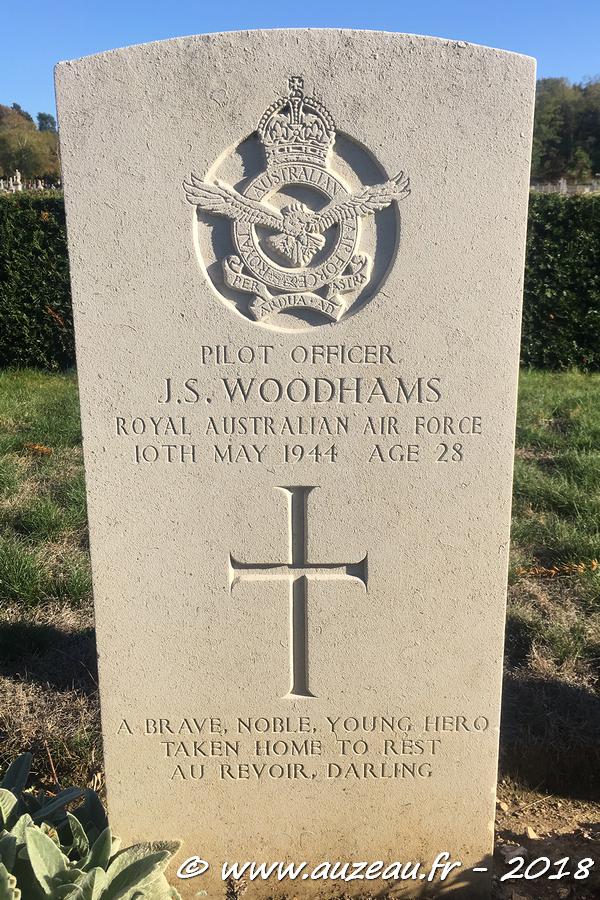 AUSTRALIAN
ROYAL AIR FORCE
PER ARDUA AD ASTRA
PILOT OFFICER
J.S. WOODHAMS
ROYAL AUSTRALIAN AIR FORCE
10TH MAY 1944 AGE 28
A BRAVE, NOBLE, YOUNG HERO
TAKEN HOME TO REST
AU REVOIR, DARLING
© www.auzeau.fr - 2018